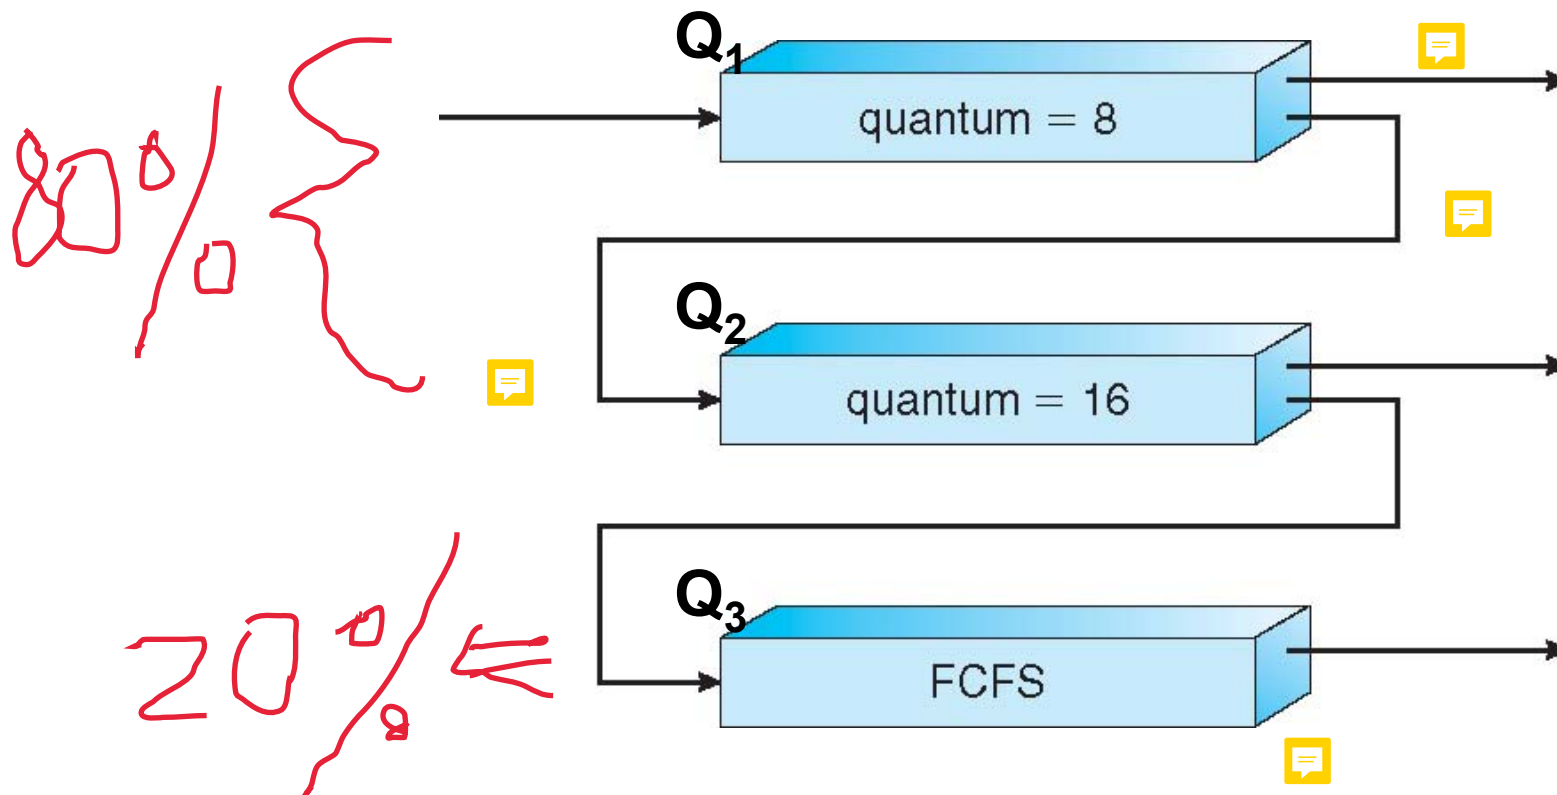 Q1
quantum = 8
80%
Q2
quantum = 16
Q3
20%
FCFS